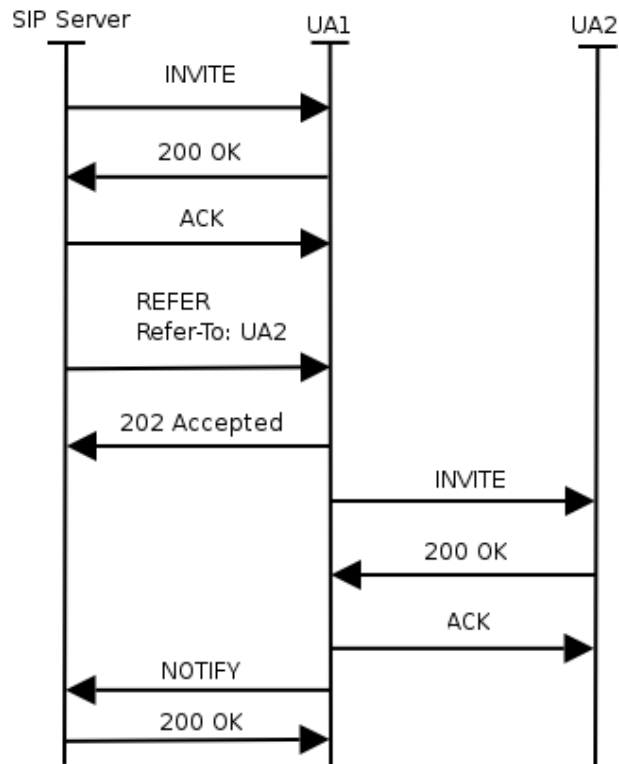 SIP Server
UA1
UA2
INVITE
200 OK
ACK
REFER
Refer-To: UA2
202 Accepted
INVITE
200 OK
ACK
NOTIFY
200 OK